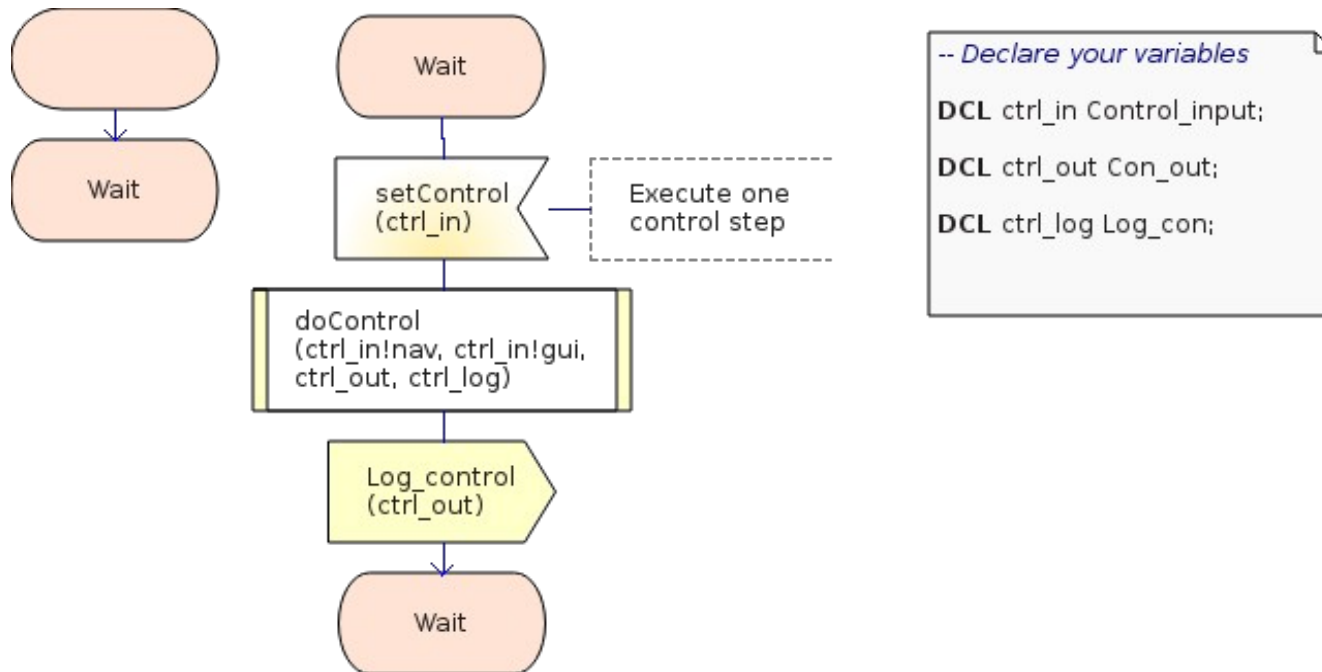 Wait
Wait
setControl
(ctrl_in)
Execute one
control step
doControl
(ctrl_in!nav, ctrl_in!gui,
ctrl_out, ctrl_log)
Log_control
(ctrl_out)
Wait
-- Declare your variables
DCL ctrl_in Control_input;
DCL ctrl_out Con_out;
DCL ctrl_log Log_con;